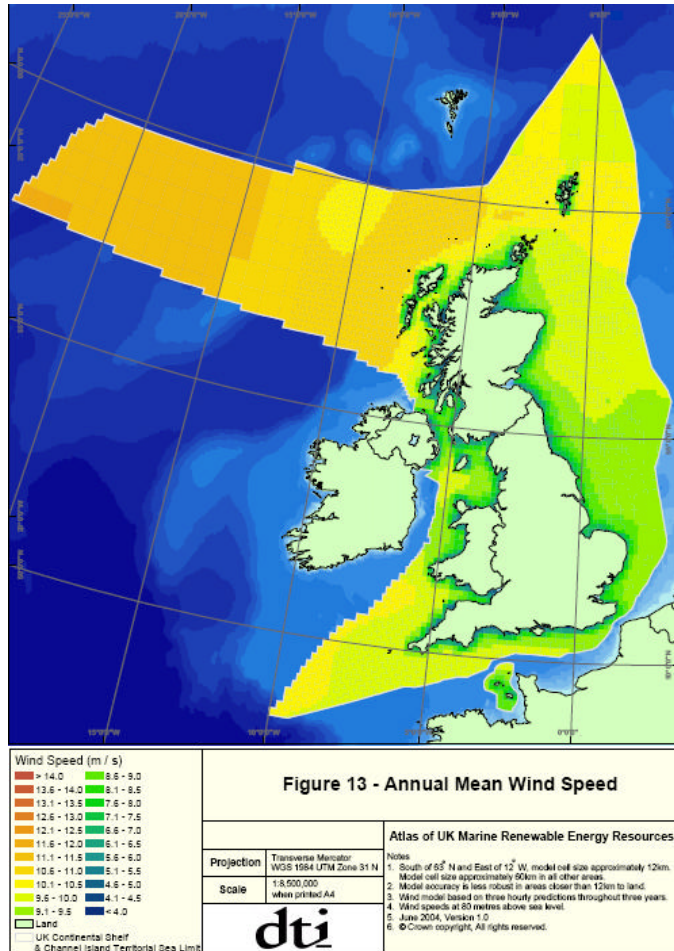 Wind Speed (m / s)
> 14.0
13.6 - 14.0
13.1 - 13.5
12.6 - 13.0
12.1 - 12.5
11.6 - 12.0
11.1 - 11.5
10.6 - 11.0
10.1 - 10.5
9.6 - 10.0
9.1 - 9.5
8.6 - 9.0
8.1 - 8.5
7.6 - 8.0
7.1 - 7.5
6.6 - 7.0
6.1 - 6.5
5.6 - 6.0
5.1 - 5.5
4.6 - 5.0
4.1 - 4.5
< 4.0
Land
UK Continental Shelf
& Channel Island Territorial Sea Limit
Figure 13 - Annual Mean Wind Speed
Projection
Transverse Mercator
WGS 1984 UTM Zone 31 N
Scale
1:8,500,000
when printed A4
dti
Atlas of UK Marine Renewable Energy Resources
Notes
1. South of 63° N and East of 12° W, model cell size approximately 12km.
Model cell size approximately 60km in all other areas.
2. Model accuracy is less robust in areas closer than 12km to land.
3. Wind model based on three hourly predictions throughout three years.
4. Wind speeds at 80 metres above sea level.
5. June 2004, Version 1.0
6. © Crown copyright, All rights reserved.